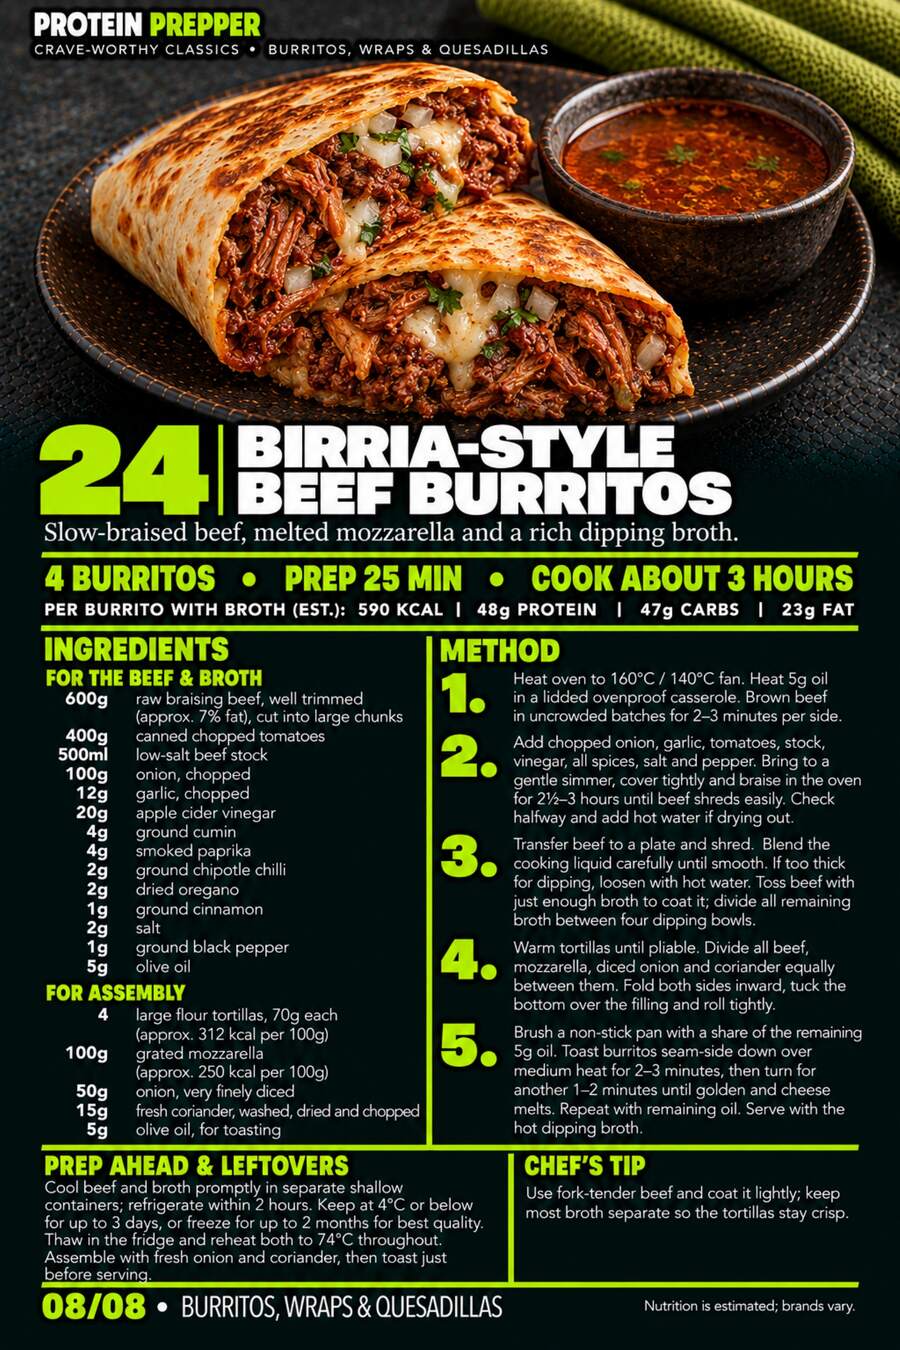 PROTEIN PREPPER
CRAVE-WORTHY CLASSICS • BURRITOS, WRAPS & QUESADILLAS
24
BIRRIA-STYLE
BEEF BURRITOS
Slow-braised beef, melted mozzarella and a rich dipping broth.
4 BURRITOS • PREP 25 MIN • COOK ABOUT 3 HOURS
PER BURRITO WITH BROTH (EST.): 590 KCAL | 48g PROTEIN | 47g CARBS | 23g FAT
INGREDIENTS
FOR THE BEEF & BROTH
600g raw braising beef, well trimmed
(approx. 7% fat), cut into large chunks
400g canned chopped tomatoes
500ml low-salt beef stock
100g onion, chopped
12g garlic, chopped
20g apple cider vinegar
4g ground cumin
4g smoked paprika
2g ground chipotle chilli
2g dried oregano
1g ground cinnamon
2g salt
1g ground black pepper
5g olive oil
FOR ASSEMBLY
4 large flour tortillas, 70g each
(approx. 312 kcal per 100g)
100g grated mozzarella
(approx. 250 kcal per 100g)
50g onion, very finely diced
15g fresh coriander, washed, dried and chopped
5g olive oil, for toasting
METHOD
1. Heat oven to 160°C / 140°C fan. Heat 5g oil
in a lidded ovenproof casserole. Brown beef
in uncrowded batches for 2–3 minutes per side.
2. Add chopped onion, garlic, tomatoes, stock,
vinegar, all spices, salt and pepper. Bring to a
gentle simmer, cover tightly and braise in the oven
for 2½–3 hours until beef shreds easily. Check
halfway and add hot water if drying out.
3. Transfer beef to a plate and shred. Blend the
cooking liquid carefully until smooth. If too thick
for dipping, loosen with hot water. Toss beef with
just enough broth to coat it; divide all remaining
broth between four dipping bowls.
4. Warm tortillas until pliable. Divide all beef,
mozzarella, diced onion and coriander equally
between them. Fold both sides inward, tuck the
bottom over the filling and roll tightly.
5. Brush a non-stick pan with a share of the remaining
5g oil. Toast burritos seam-side down over
medium heat for 2–3 minutes, then turn for
another 1–2 minutes until golden and cheese
melts. Repeat with remaining oil. Serve with the
hot dipping broth.
PREP AHEAD & LEFTOVERS
Cool beef and broth promptly in separate shallow
containers; refrigerate within 2 hours. Keep at 4°C or below
for up to 3 days, or freeze for up to 2 months for best quality.
Thaw in the fridge and reheat both to 74°C throughout.
Assemble with fresh onion and coriander, then toast just
before serving.
CHEF'S TIP
Use fork-tender beef and coat it lightly; keep
most broth separate so the tortillas stay crisp.
08/08 • BURRITOS, WRAPS & QUESADILLAS
Nutrition is estimated; brands vary.